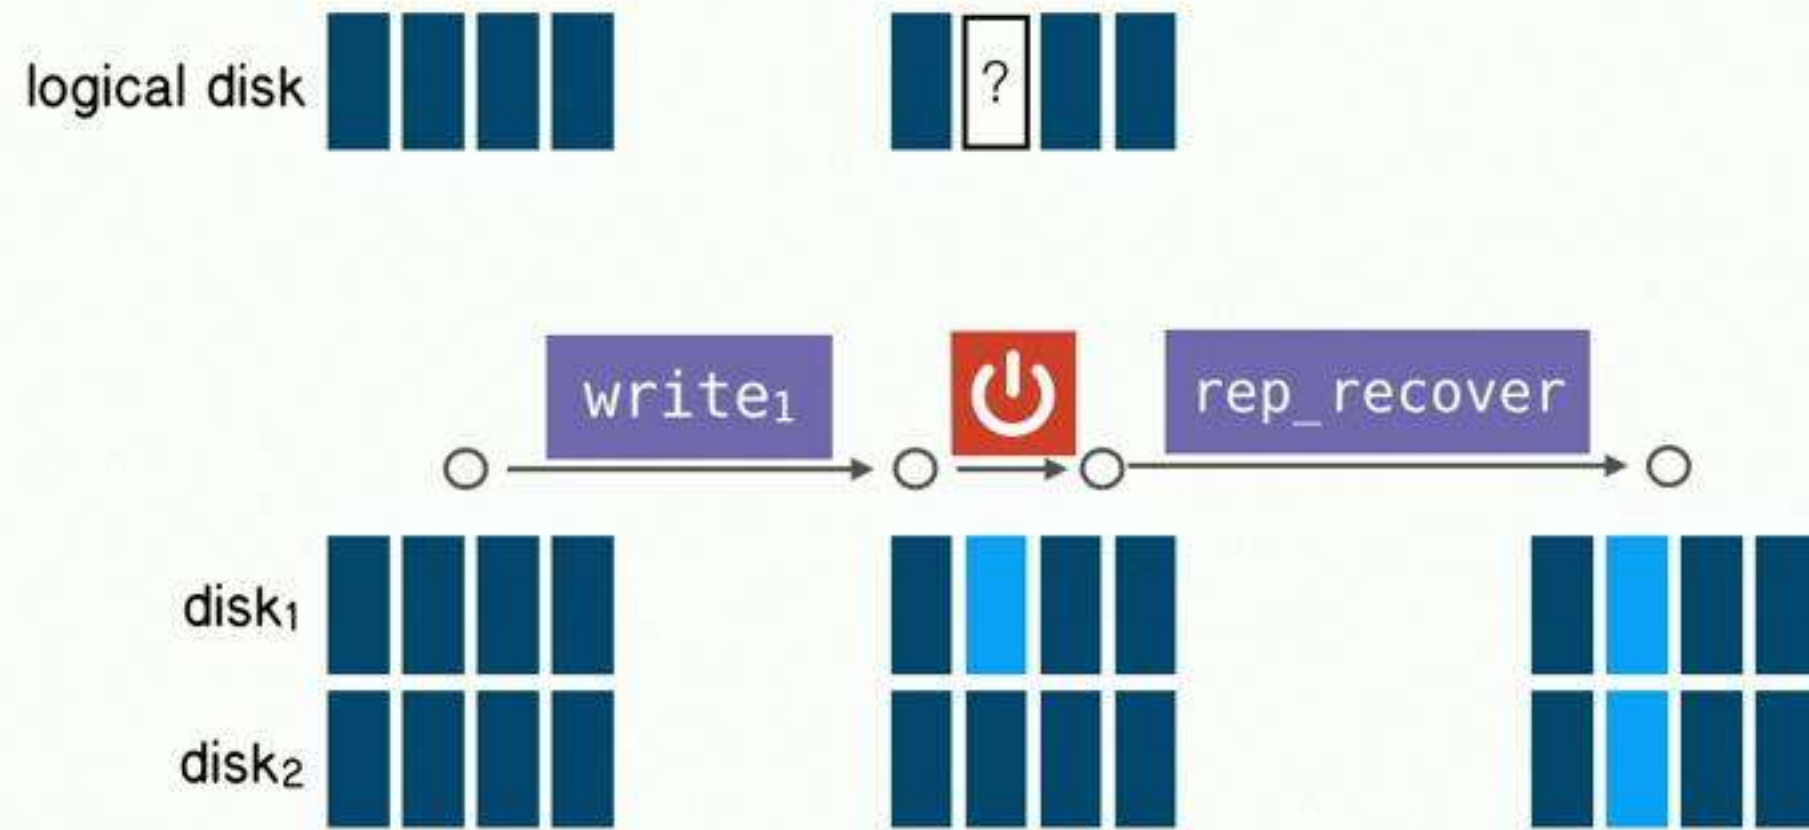 logical disk
?
write₁
rep_recover
disk₁
disk₂